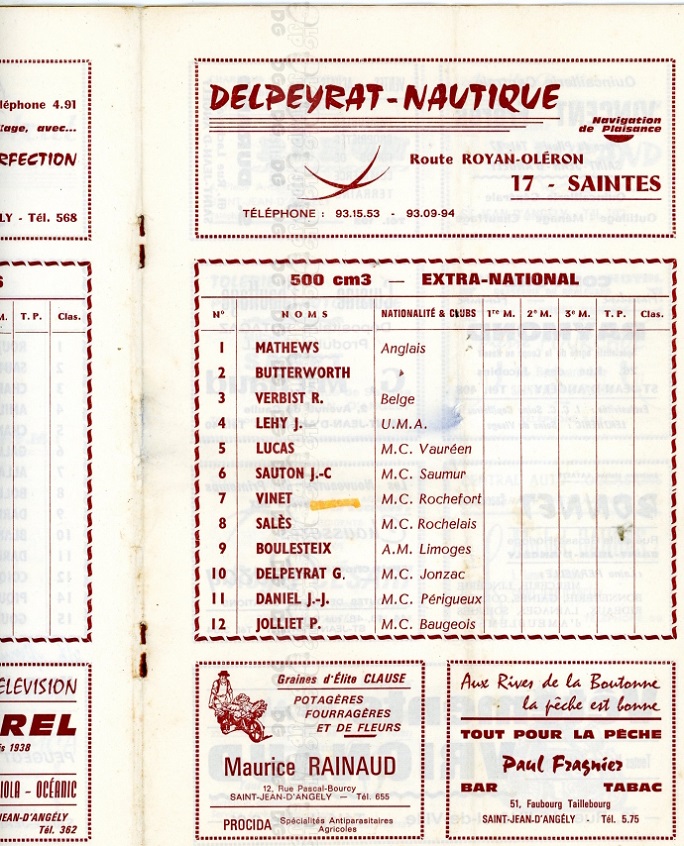 éléphone 4.91
lage, avec...
RFECTION
LY - Tél. 568
S
M. T. P. Clas.
ELEVISION
REL
is 1938
IOLA - OCÉANIC
JEAN-D'ANGÉLY
Tél. 362
DELPEYRAT-NAUTIQUE
Navigation
de Plaisance
Route ROYAN-OLÉRON
17 - SAINTES
TÉLÉPHONE : 93.15.53 - 93.09-94
500 cm3 — EXTRA-NATIONAL
N° NOMS NATIONALITÉ & CLUBS 1re M. 2e M. 3e M. T. P. Clas.
1 MATHEWS Anglais
2 BUTTERWORTH
3 VERBIST R. Belge
4 LEHY J. U.M.A.
5 LUCAS M.C. Vauréen
6 SAUTON J.-C M.C. Saumur
7 VINET M.C. Rochefort
8 SALÈS M.C. Rochelais
9 BOULESTEIX A.M. Limoges
10 DELPEYRAT G. M.C. Jonzac
11 DANIEL J.-J. M.C. Périgueux
12 JOLLIET P. M.C. Baugeois
Graines d'Élite CLAUSE
POTAGÈRES
FOURRAGÈRES
ET DE FLEURS
Maurice RAINAUD
12, Rue Pascal-Bourcy
SAINT-JEAN-D'ANGELY — Tél. 655
PROCIDA Spécialités Antiparasitaires
Agricoles
Aux Rives de la Boutonne
la pêche est bonne
TOUT POUR LA PÊCHE
Paul Fragnier
BAR TABAC
51, Faubourg Taillebourg
SAINT-JEAN-D'ANGÉLY - Tél. 5.75